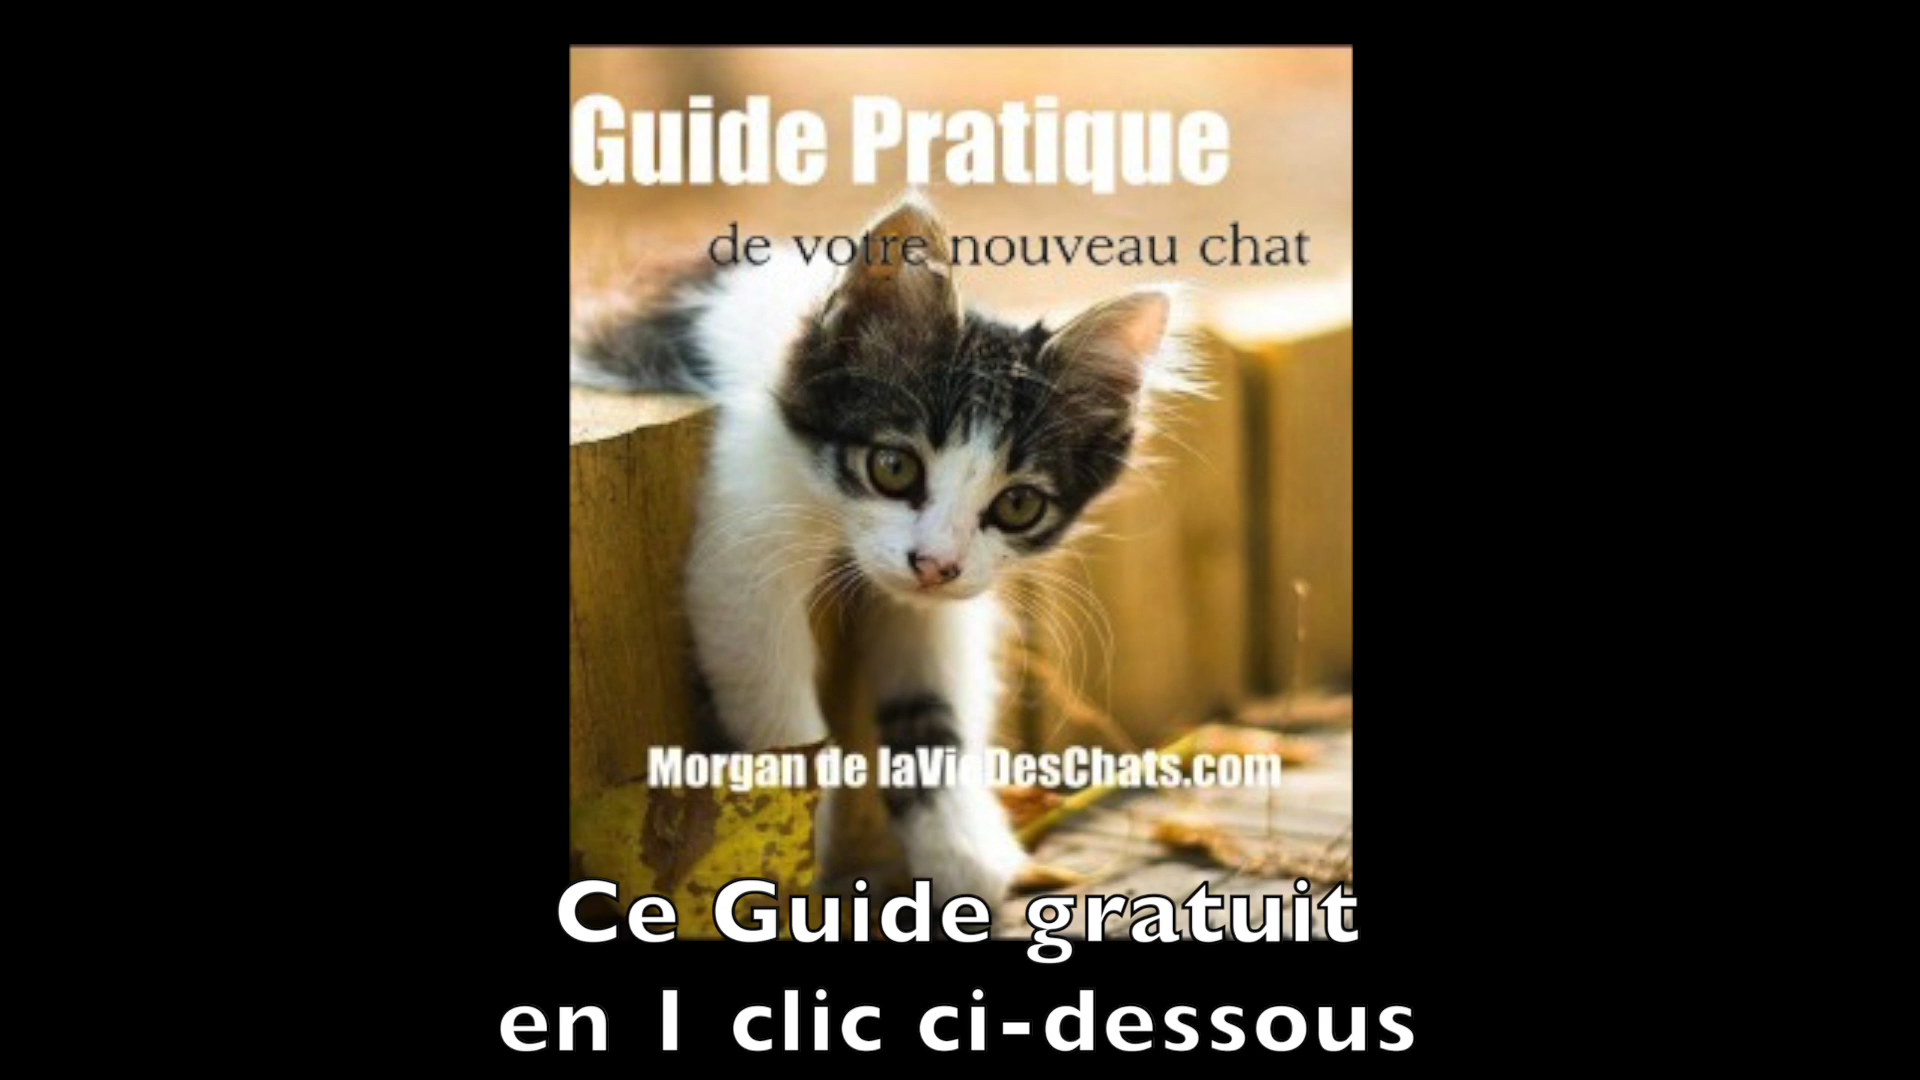 Guide Pratique
de votre nouveau chat
Morgan de laVieDesChats.com
Ce Guide gratuit
en 1 clic ci-dessous